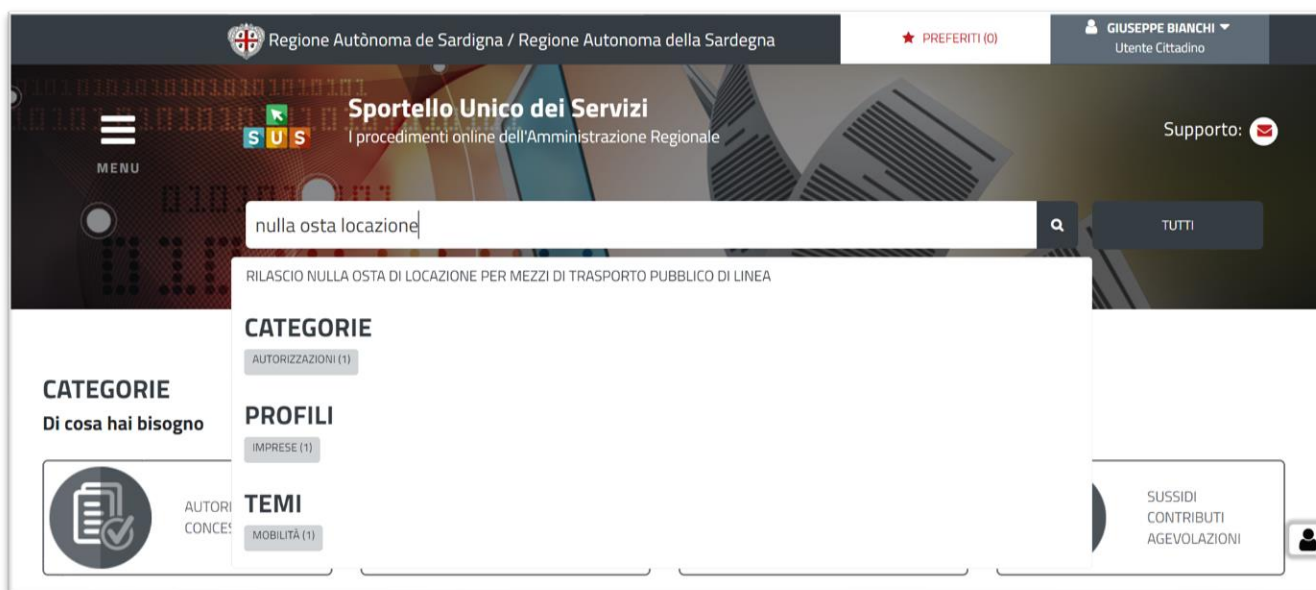 Regione Autònoma de Sardigna / Regione Autonoma della Sardegna
PREFERITI (0)
GIUSEPPE BIANCHI
Utente Cittadino
MENU
SUS
Sportello Unico dei Servizi
I procedimenti online dell'Amministrazione Regionale
Supporto:
nulla osta locazione
TUTTI
RILASCIO NULLA OSTA DI LOCAZIONE PER MEZZI DI TRASPORTO PUBBLICO DI LINEA
CATEGORIE
AUTORIZZAZIONI (1)
PROFILI
IMPRESE (1)
TEMI
MOBILITÀ (1)
CATEGORIE
Di cosa hai bisogno
AUTORI
CONCES
SUSSIDI
CONTRIBUTI
AGEVOLAZIONI